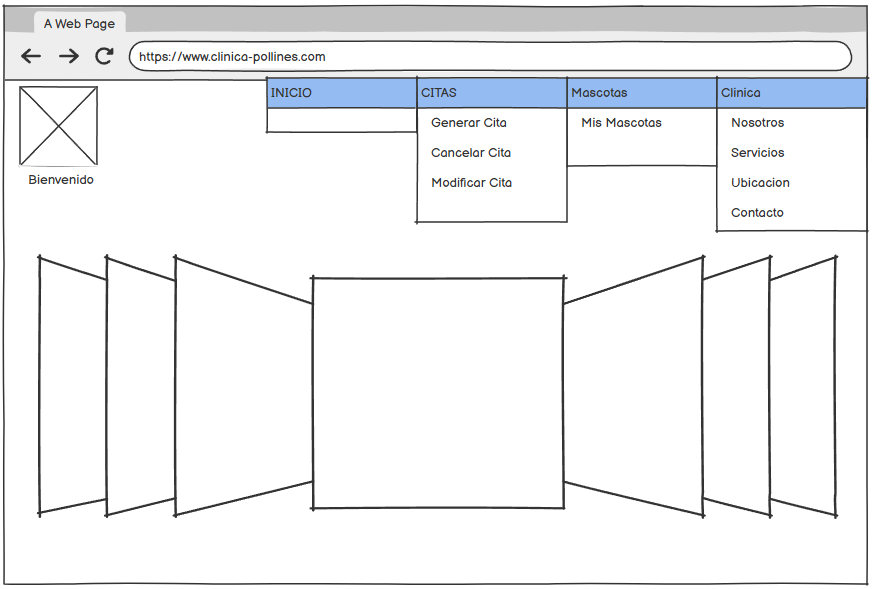 A Web Page
https://www.clinica-pollines.com
INICIO
CITAS
Mascotas
Clinica
Generar Cita
Mis Mascotas
Nosotros
Cancelar Cita
Servicios
Bienvenido
Modificar Cita
Ubicacion
Contacto